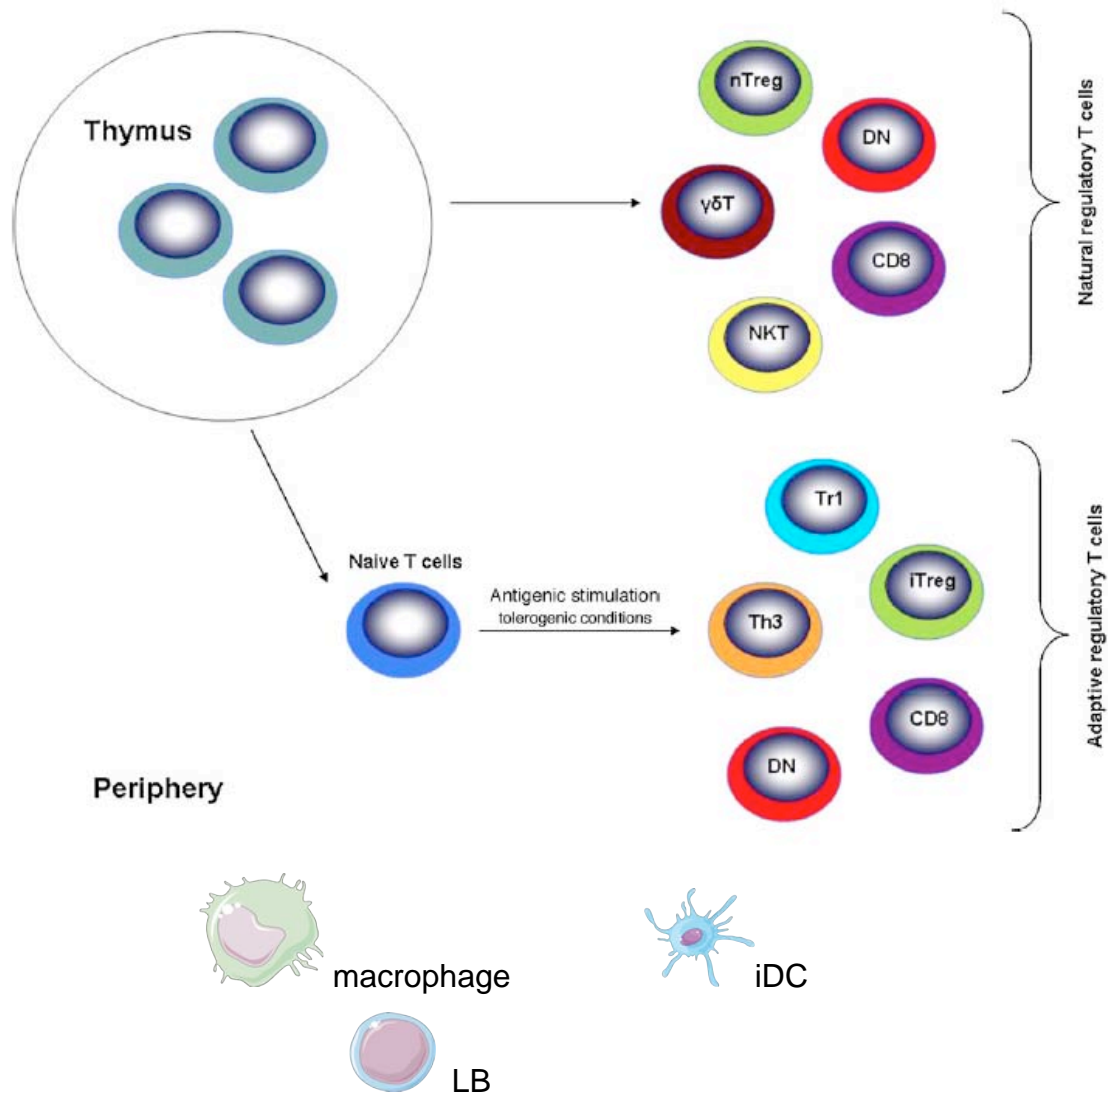 Thymus
nTreg
DN
γδT
CD8
NKT
Natural regulatory T cells
Naive T cells
Antigenic stimulation
tolerogenic conditions
Tr1
iTreg
Th3
CD8
DN
Adaptive regulatory T cells
Periphery
macrophage
iDC
LB